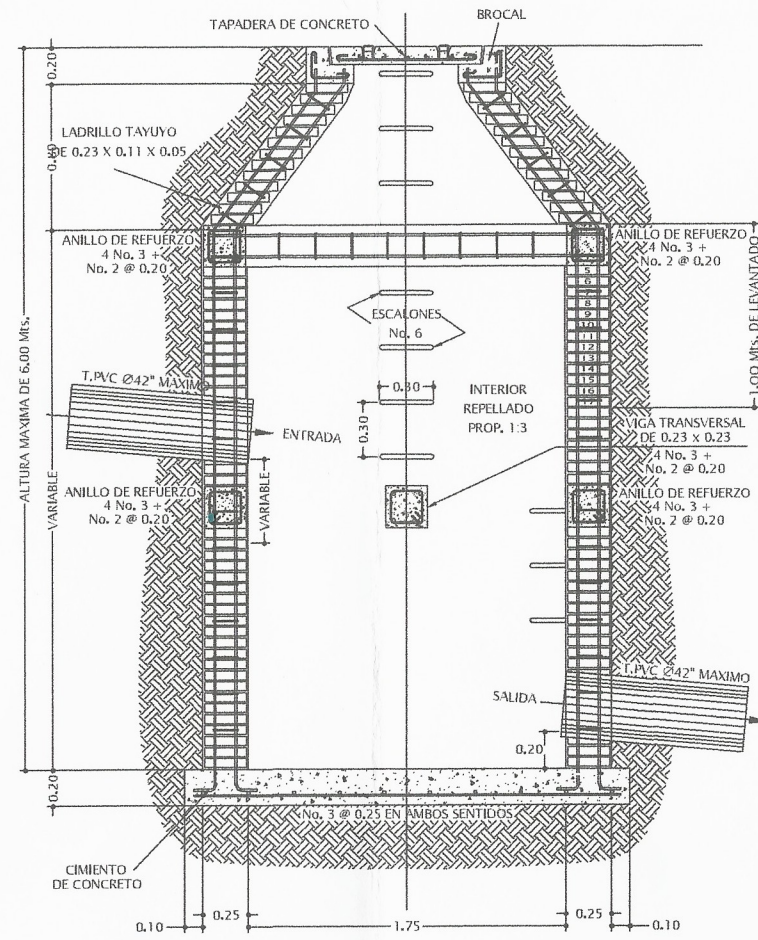 TAPADERA DE CONCRETO
BROCAL
0.20
LADRILLO TAYUYO
DE 0.23 X 0.11 X 0.05
ANILLO DE REFUERZO
4 No. 3 +
No. 2 @ 0.20
ANILLO DE REFUERZO
4 No. 3 +
No. 2 @ 0.20
5
6
7
8
9
10
11
12
13
14
15
16
17
1.00 Mts. DE LEVANTADO
ESCALONES
No. 6
0.30
0.30
INTERIOR
REPELLADO
PROP. 1:3
ALTURA MAXIMA DE 6.00 Mts.
VARIABLE
T.PVC Ø42" MAXIMO
ENTRADA
VIGA TRANSVERSAL
DE 0.23 x 0.23
4 No. 3 +
No. 2 @ 0.20
ANILLO DE REFUERZO
4 No. 3 +
No. 2 @ 0.20
VARIABLE
ANILLO DE REFUERZO
4 No. 3 +
No. 2 @ 0.20
T.PVC Ø42" MAXIMO
SALIDA
0.20
0.20
No. 3 @ 0.25 EN AMBOS SENTIDOS
CIMIENTO
DE CONCRETO
0.10
0.25
1.75
0.25
0.10